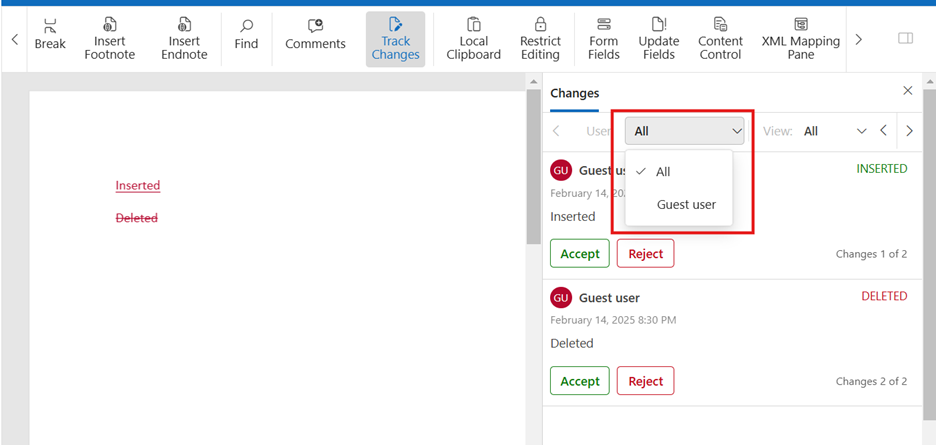 Break
Insert
Footnote
Insert
Endnote
Find
Comments
Track
Changes
Local
Clipboard
Restrict
Editing
Form
Fields
Update
Fields
Content
Control
XML Mapping
Pane
Changes
User
All
View:
All
All
Guest user
GU
Guest us
INSERTED
February 14, 20
Inserted
Accept
Reject
Changes 1 of 2
GU
Guest user
DELETED
February 14, 2025 8:30 PM
Deleted
Accept
Reject
Changes 2 of 2
Inserted
Deleted